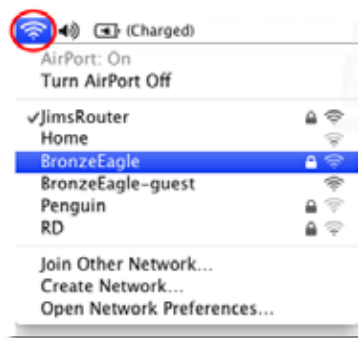 (Charged)
AirPort: On
Turn AirPort Off
✓JimsRouter
Home
BronzeEagle
BronzeEagle-guest
Penguin
RD
Join Other Network...
Create Network...
Open Network Preferences...